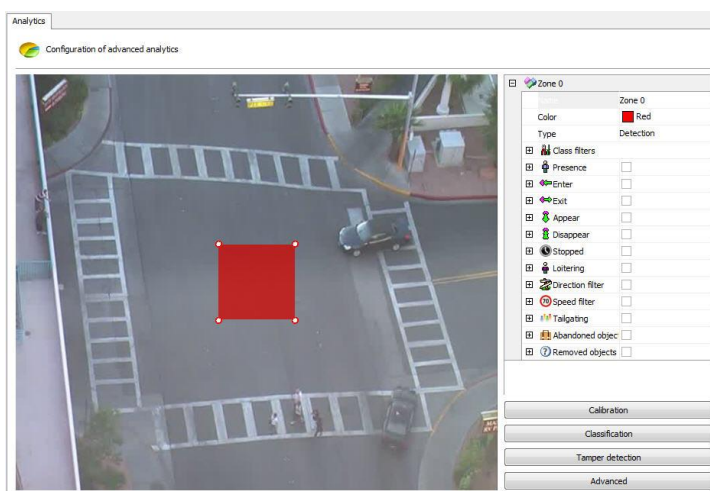 Analytics
Configuration of advanced analytics
Zone 0
Zone 0
Color Red
Type Detection
Class filters
Presence
Enter
Exit
Appear
Disappear
Stopped
Loitering
Direction filter
70 Speed filter
Tailgating
Abandoned objec
Removed objects
Calibration
Classification
Tamper detection
Advanced